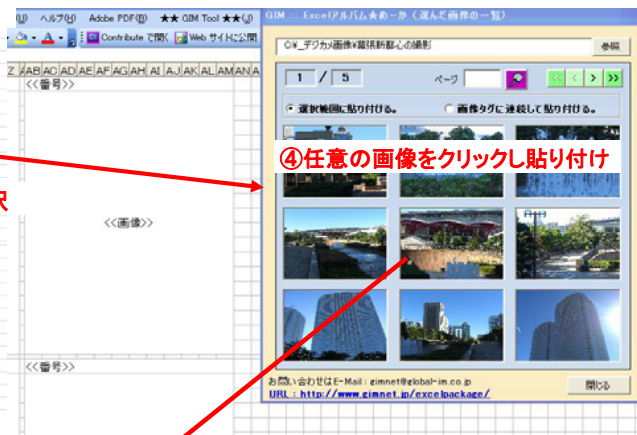 (U) ヘルプ(H) Adobe PDF(B) ★★ GIM Tool ★★(J)
Contribute で開く Web サイトに公開
Z AA AB AC AD AE AF AG AH AI AJ AK AL AM AN A
<<番号>>
<<画像>>
<<番号>>
択
GIM ::: Excelアルバム★めーか（選んだ画像の一覧）
C:¥_デジカメ画像¥幕張新都心の撮影
参照
1 / 5 ページ << < > >>
選択範囲に貼り付ける。 画像タグに連続して貼り付ける。
④任意の画像をクリックし貼り付け
お問い合わせはE-Mail : gimnet@global-im.co.jp
URL : http://www.gimnet.jp/excelpackage/
閉じる